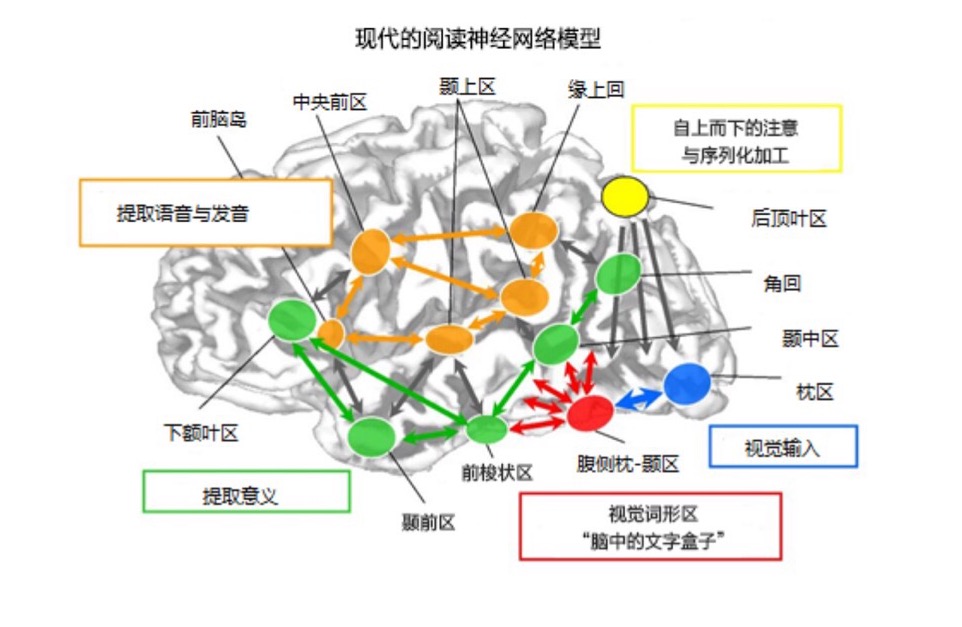 现代的阅读神经网络模型
颞上区
缘上回
中央前区
前脑岛
自上而下的注意
与序列化加工
提取语音与发音
后顶叶区
角回
颞中区
枕区
下额叶区
视觉输入
腹侧枕-颞区
前梭状区
提取意义
颞前区
视觉词形区
“脑中的文字盒子”